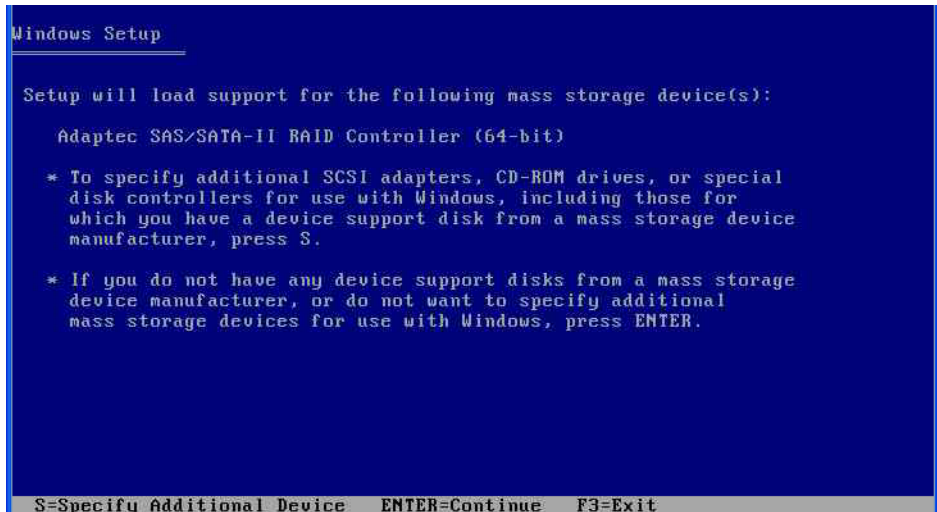 Windows Setup
Setup will load support for the following mass storage device(s):
Adaptec SAS/SATA-II RAID Controller (64-bit)
* To specify additional SCSI adapters, CD-ROM drives, or special
disk controllers for use with Windows, including those for
which you have a device support disk from a mass storage device
manufacturer, press S.
* If you do not have any device support disks from a mass storage
device manufacturer, or do not want to specify additional
mass storage devices for use with Windows, press ENTER.
S=Specify Additional Device ENTER=Continue F3=Exit